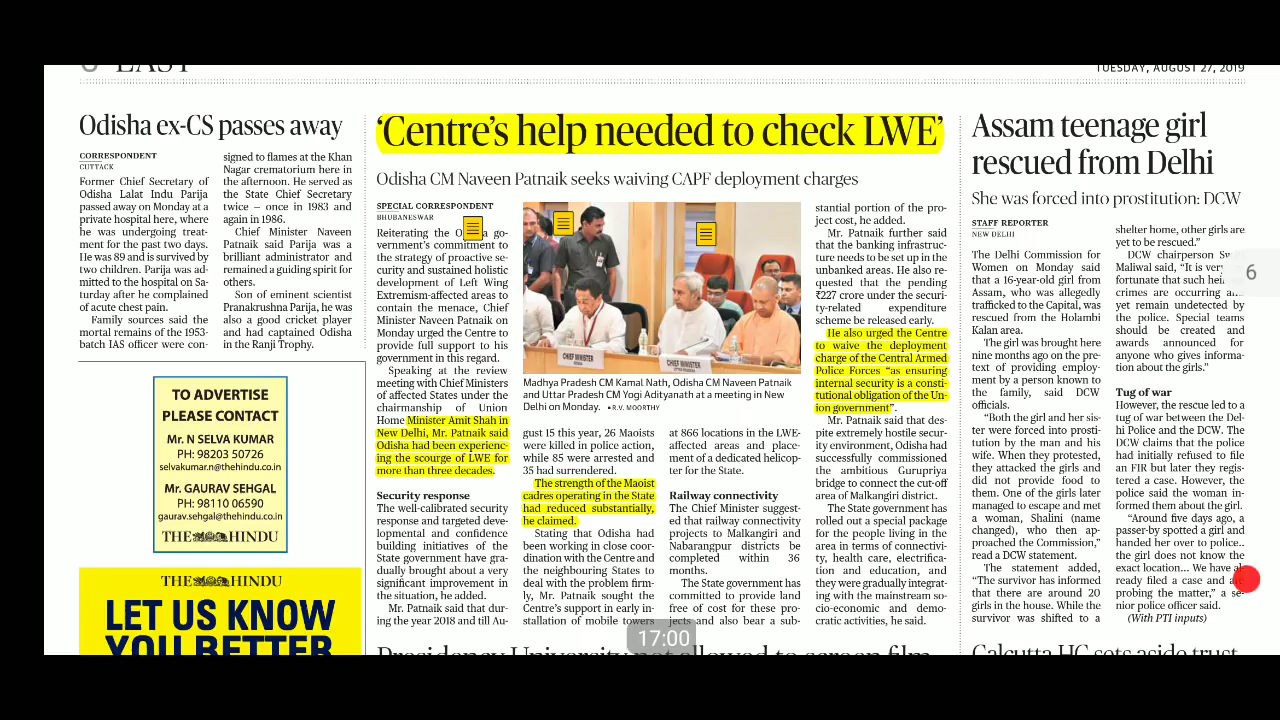 TUESDAY, AUGUST 27, 2019
Odisha ex-CS passes away
CORRESPONDENT
CUTTACK
Former Chief Secretary of
Odisha Lalat Indu Parija
passed away on Monday at a
private hospital here, where
he was undergoing treat-
ment for the past two days.
He was 89 and is survived by
two children. Parija was ad-
mitted to the hospital on Sa-
turday after he complained
of acute chest pain.
Family sources said the
mortal remains of the 1953-
batch IAS officer were con-
signed to flames at the Khan
Nagar crematorium here in
the afternoon. He served as
the State Chief Secretary
twice — once in 1983 and
again in 1986.
Chief Minister Naveen
Patnaik said Parija was a
brilliant administrator and
remained a guiding spirit for
others.
Son of eminent scientist
Pranakrushna Parija, he was
also a good cricket player
and had captained Odisha
in the Ranji Trophy.
TO ADVERTISE
PLEASE CONTACT
Mr. N SELVA KUMAR
PH: 98203 50726
selvakumar.n@thehindu.co.in
Mr. GAURAV SEHGAL
PH: 98110 06590
gaurav.sehgal@thehindu.co.in
THE HINDU
THE HINDU
LET US KNOW
YOU BETTER
‘Centre’s help needed to check LWE’
Odisha CM Naveen Patnaik seeks waiving CAPF deployment charges
SPECIAL CORRESPONDENT
BHUBANESWAR
Reiterating the go-
vernment’s commitment to
the strategy of proactive se-
curity and sustained holistic
development of Left Wing
Extremism-affected areas to
contain the menace, Chief
Minister Naveen Patnaik on
Monday urged the Centre to
provide full support to his
government in this regard.
Speaking at the review
meeting with Chief Ministers
of affected States under the
chairmanship of Union
Home Minister Amit Shah in
New Delhi, Mr. Patnaik said
Odisha had been experienc-
ing the scourge of LWE for
more than three decades.
Security response
The well-calibrated security
response and targeted deve-
lopmental and confidence
building initiatives of the
State government have gra-
dually brought about a very
significant improvement in
the situation, he added.
Mr. Patnaik said that dur-
ing the year 2018 and till Au-
CHIEF MINISTER
CHIEF MINISTER
Madhya Pradesh CM Kamal Nath, Odisha CM Naveen Patnaik
and Uttar Pradesh CM Yogi Adityanath at a meeting in New
Delhi on Monday. ▪R.V. MOORTHY
gust 15 this year, 26 Maoists
were killed in police action,
while 85 were arrested and
35 had surrendered.
The strength of the Maoist
cadres operating in the State
had reduced substantially,
he claimed.
Stating that Odisha had
been working in close coor-
dination with the Centre and
the neighbouring States to
deal with the problem firm-
ly, Mr. Patnaik sought the
Centre’s support in early in-
stallation of mobile towers
at 866 locations in the LWE-
affected areas and place-
ment of a dedicated helicop-
ter for the State.
Railway connectivity
The Chief Minister suggest-
ed that railway connectivity
projects to Malkangiri and
Nabarangpur districts be
completed within 36
months.
The State government has
committed to provide land
free of cost for these pro-
jects and also bear a sub-
stantial portion of the pro-
ject cost, he added.
Mr. Patnaik further said
that the banking infrastruc-
ture needs to be set up in the
unbanked areas. He also re-
quested that the pending
₹227 crore under the securi-
ty-related expenditure
scheme be released early.
He also urged the Centre
to waive the deployment
charge of the Central Armed
Police Forces “as ensuring
internal security is a consti-
tutional obligation of the Un-
ion government”.
Mr. Patnaik said that des-
pite extremely hostile secur-
ity environment, Odisha had
successfully commissioned
the ambitious Gurupriya
bridge to connect the cut-off
area of Malkangiri district.
The State government has
rolled out a special package
for the people living in the
area in terms of connectivi-
ty, health care, electrifica-
tion and education, and
they were gradually integrat-
ing with the mainstream so-
cio-economic and demo-
cratic activities, he said.
17:00
Presidency University not allowed to screen film
Assam teenage girl
rescued from Delhi
She was forced into prostitution: DCW
STAFF REPORTER
NEW DELHI
The Delhi Commission for
Women on Monday said
that a 16-year-old girl from
Assam, who was allegedly
trafficked to the Capital, was
rescued from the Holambi
Kalan area.
The girl was brought here
nine months ago on the pre-
text of providing employ-
ment by a person known to
the family, said DCW
officials.
“Both the girl and her sis-
ter were forced into prosti-
tution by the man and his
wife. When they protested,
they attacked the girls and
did not provide food to
them. One of the girls later
managed to escape and met
a woman, Shalini (name
changed), who then ap-
proached the Commission,”
read a DCW statement.
The statement added,
“The survivor has informed
that there are around 20
girls in the house. While the
survivor was shifted to a
shelter home, other girls are
yet to be rescued.”
DCW chairperson
Maliwal said, “It is
fortunate that such
crimes are occurring
yet remain undetected by
the police. Special teams
should be created and
awards announced for
anyone who gives informa-
tion about the girls.”
Tug of war
However, the rescue led to a
tug of war between the Del-
hi Police and the DCW. The
DCW claims that the police
had initially refused to file
an FIR but later they regis-
tered a case. However, the
police said the woman in-
formed them about the girl.
“Around five days ago, a
passer-by spotted a girl and
handed her over to police..
the girl does not know the
exact location... We have al-
ready filed a case and are
probing the matter,” a se-
nior police officer said.
(With PTI inputs)
6
Calcutta HC sets aside trust